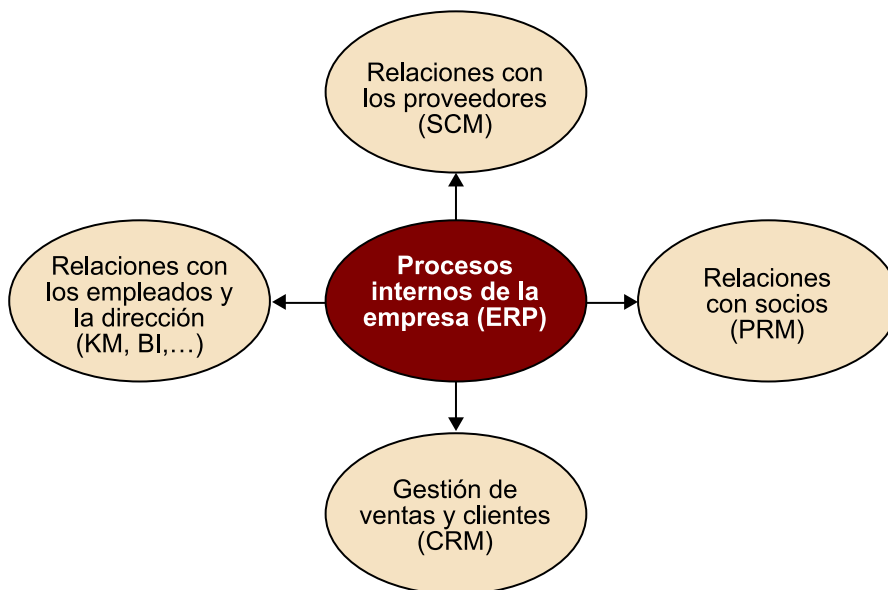 Relaciones con
los proveedores
(SCM)
Relaciones con
los empleados y
la dirección
(KM, BI,…)
Procesos
internos de la
empresa (ERP)
Relaciones
con socios
(PRM)
Gestión de
ventas y clientes
(CRM)